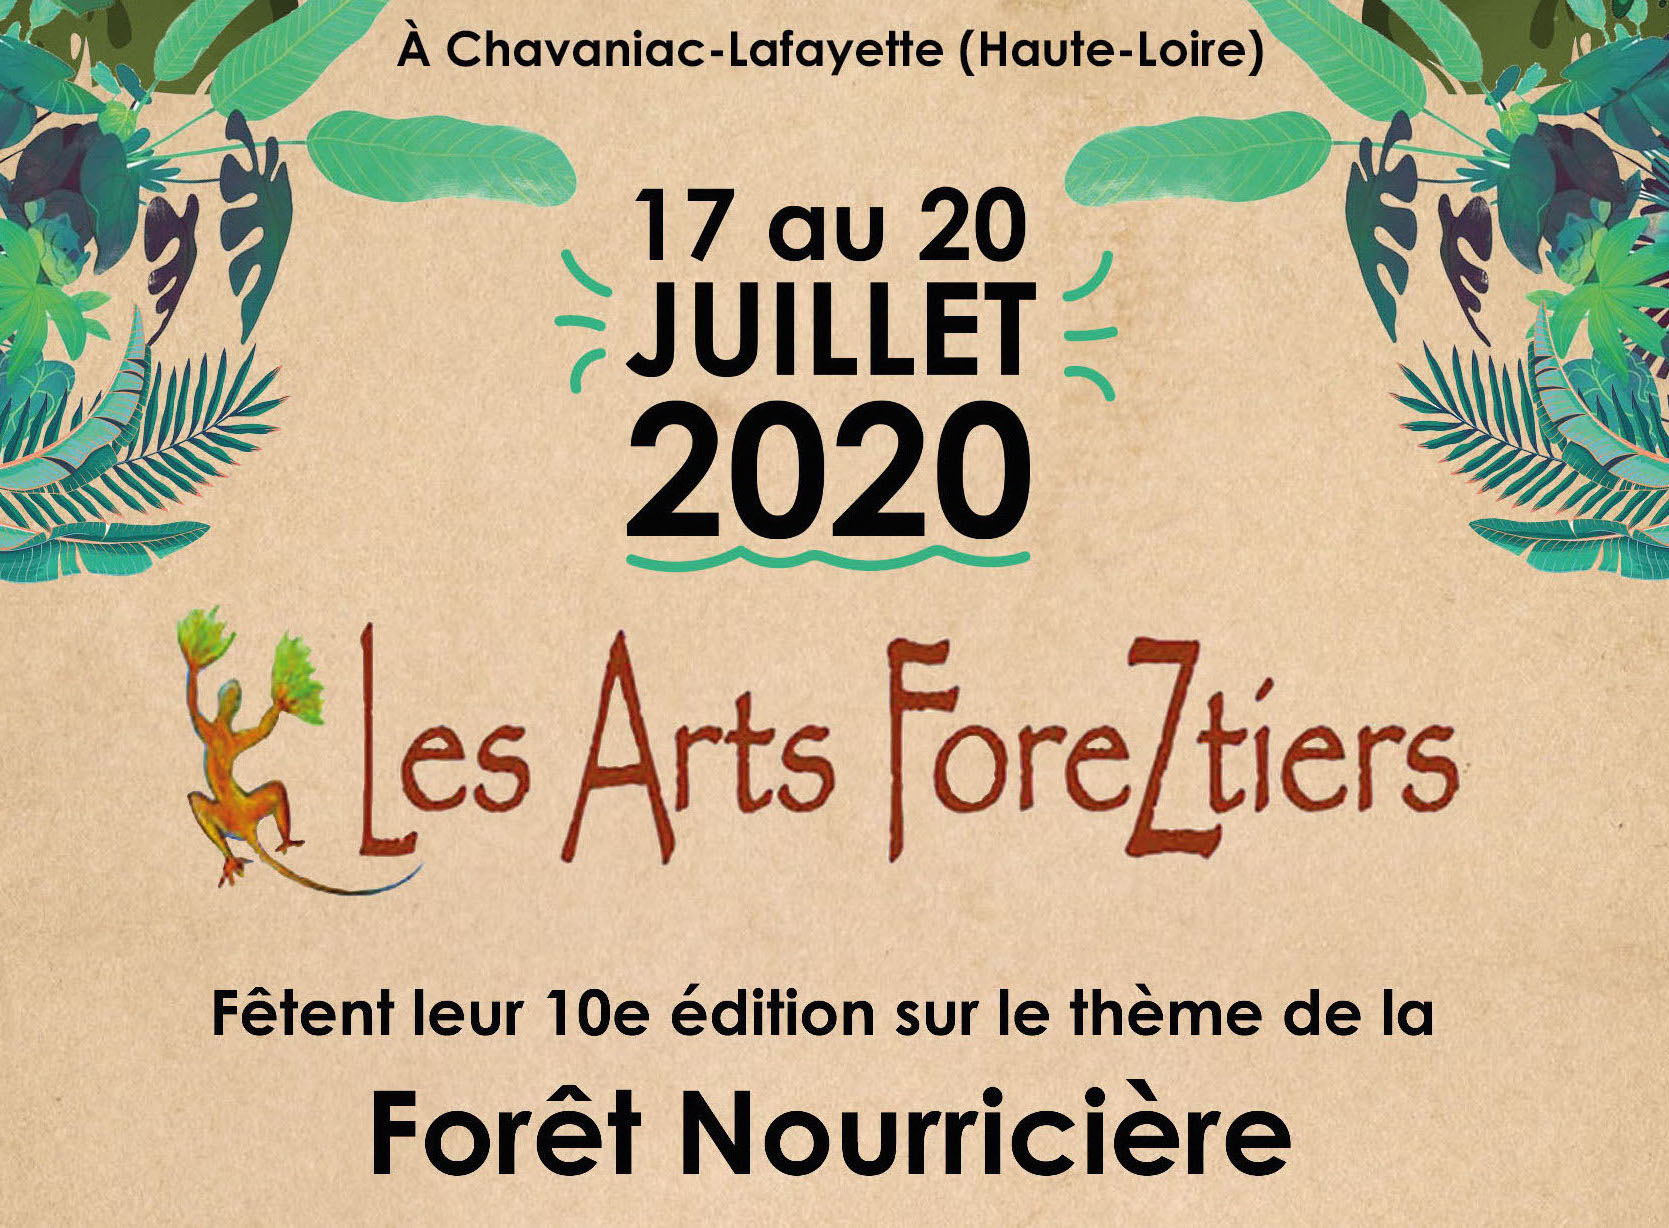 À Chavaniac-Lafayette (Haute-Loire)
17 au 20
JUILLET
2020
Les Arts ForeZtiers
Fêtent leur 10e édition sur le thème de la
Forêt Nourricière